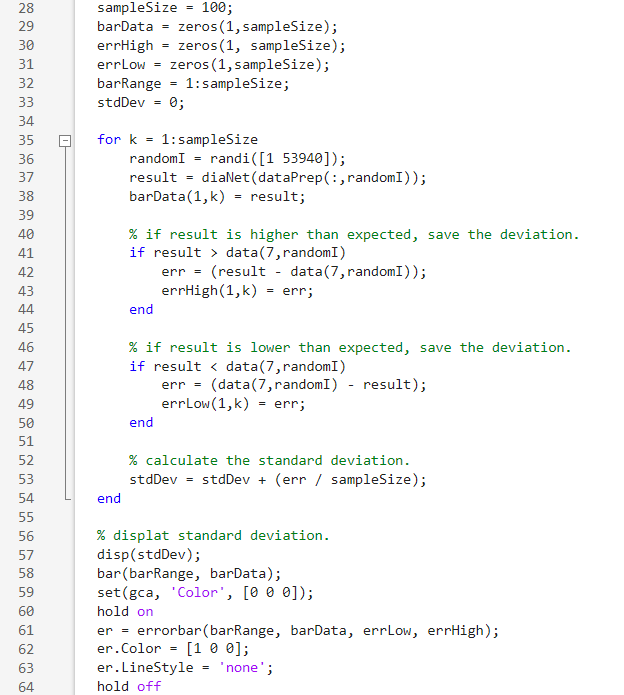 28 sampleSize = 100;
29 barData = zeros(1,sampleSize);
30 errHigh = zeros(1, sampleSize);
31 errLow = zeros(1,sampleSize);
32 barRange = 1:sampleSize;
33 stdDev = 0;
34
35 for k = 1:sampleSize
36 randomI = randi([1 53940]);
37 result = diaNet(dataPrep(:,randomI));
38 barData(1,k) = result;
39
40 % if result is higher than expected, save the deviation.
41 if result > data(7,randomI)
42 err = (result - data(7,randomI));
43 errHigh(1,k) = err;
44 end
45
46 % if result is lower than expected, save the deviation.
47 if result < data(7,randomI)
48 err = (data(7,randomI) - result);
49 errLow(1,k) = err;
50 end
51
52 % calculate the standard deviation.
53 stdDev = stdDev + (err / sampleSize);
54 end
55
56 % displat standard deviation.
57 disp(stdDev);
58 bar(barRange, barData);
59 set(gca, 'Color', [0 0 0]);
60 hold on
61 er = errorbar(barRange, barData, errLow, errHigh);
62 er.Color = [1 0 0];
63 er.LineStyle = 'none';
64 hold off